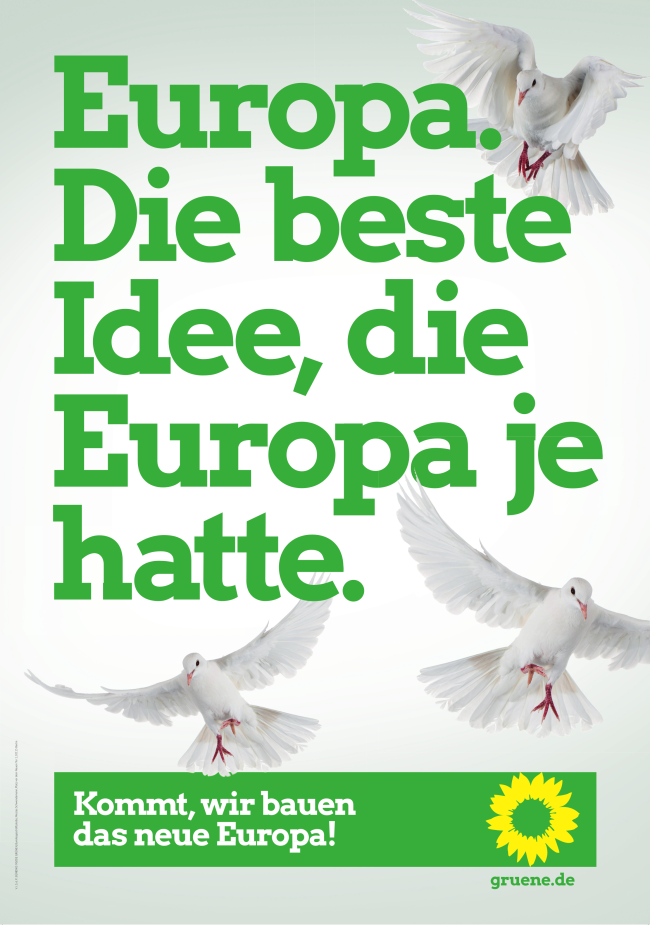 Europa.
Die beste
Idee, die
Europa je
hatte.
Kommt, wir bauen
das neue Europa!
gruene.de